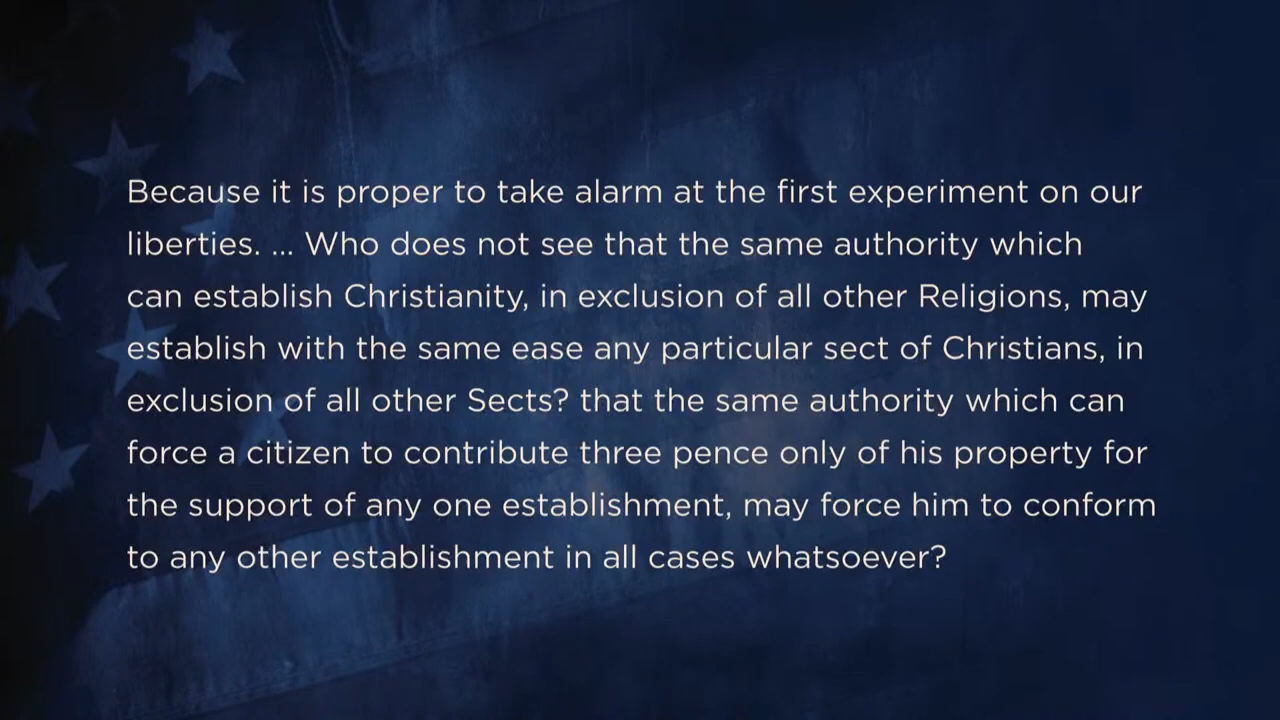 Because it is proper to take alarm at the first experiment on our
liberties. ... Who does not see that the same authority which
can establish Christianity, in exclusion of all other Religions, may
establish with the same ease any particular sect of Christians, in
exclusion of all other Sects? that the same authority which can
force a citizen to contribute three pence only of his property for
the support of any one establishment, may force him to conform
to any other establishment in all cases whatsoever?